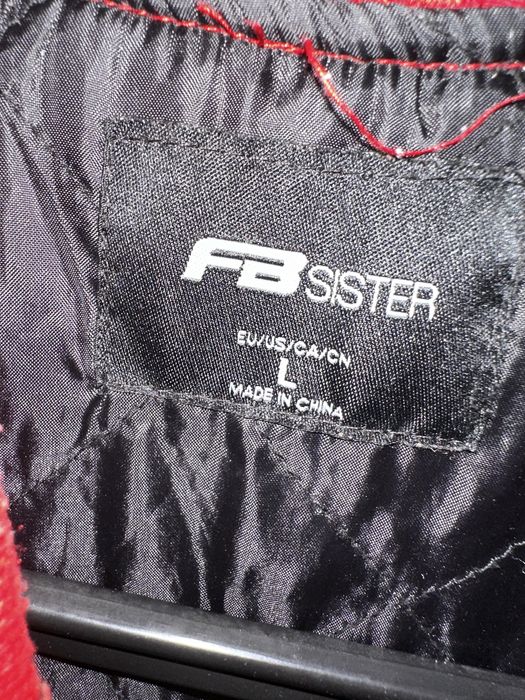 FB SISTER
EU/US/CA/CN
L
MADE IN CHINA